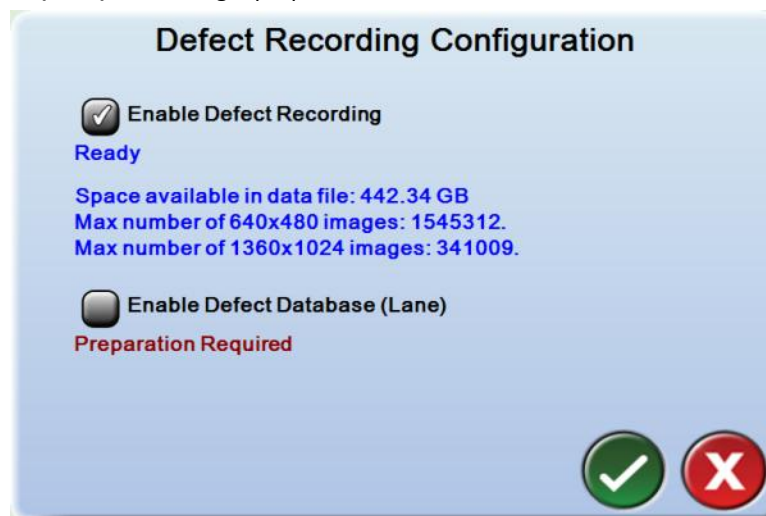 Defect Recording Configuration
Enable Defect Recording
Ready
Space available in data file: 442.34 GB
Max number of 640x480 images: 1545312.
Max number of 1360x1024 images: 341009.
Enable Defect Database (Lane)
Preparation Required